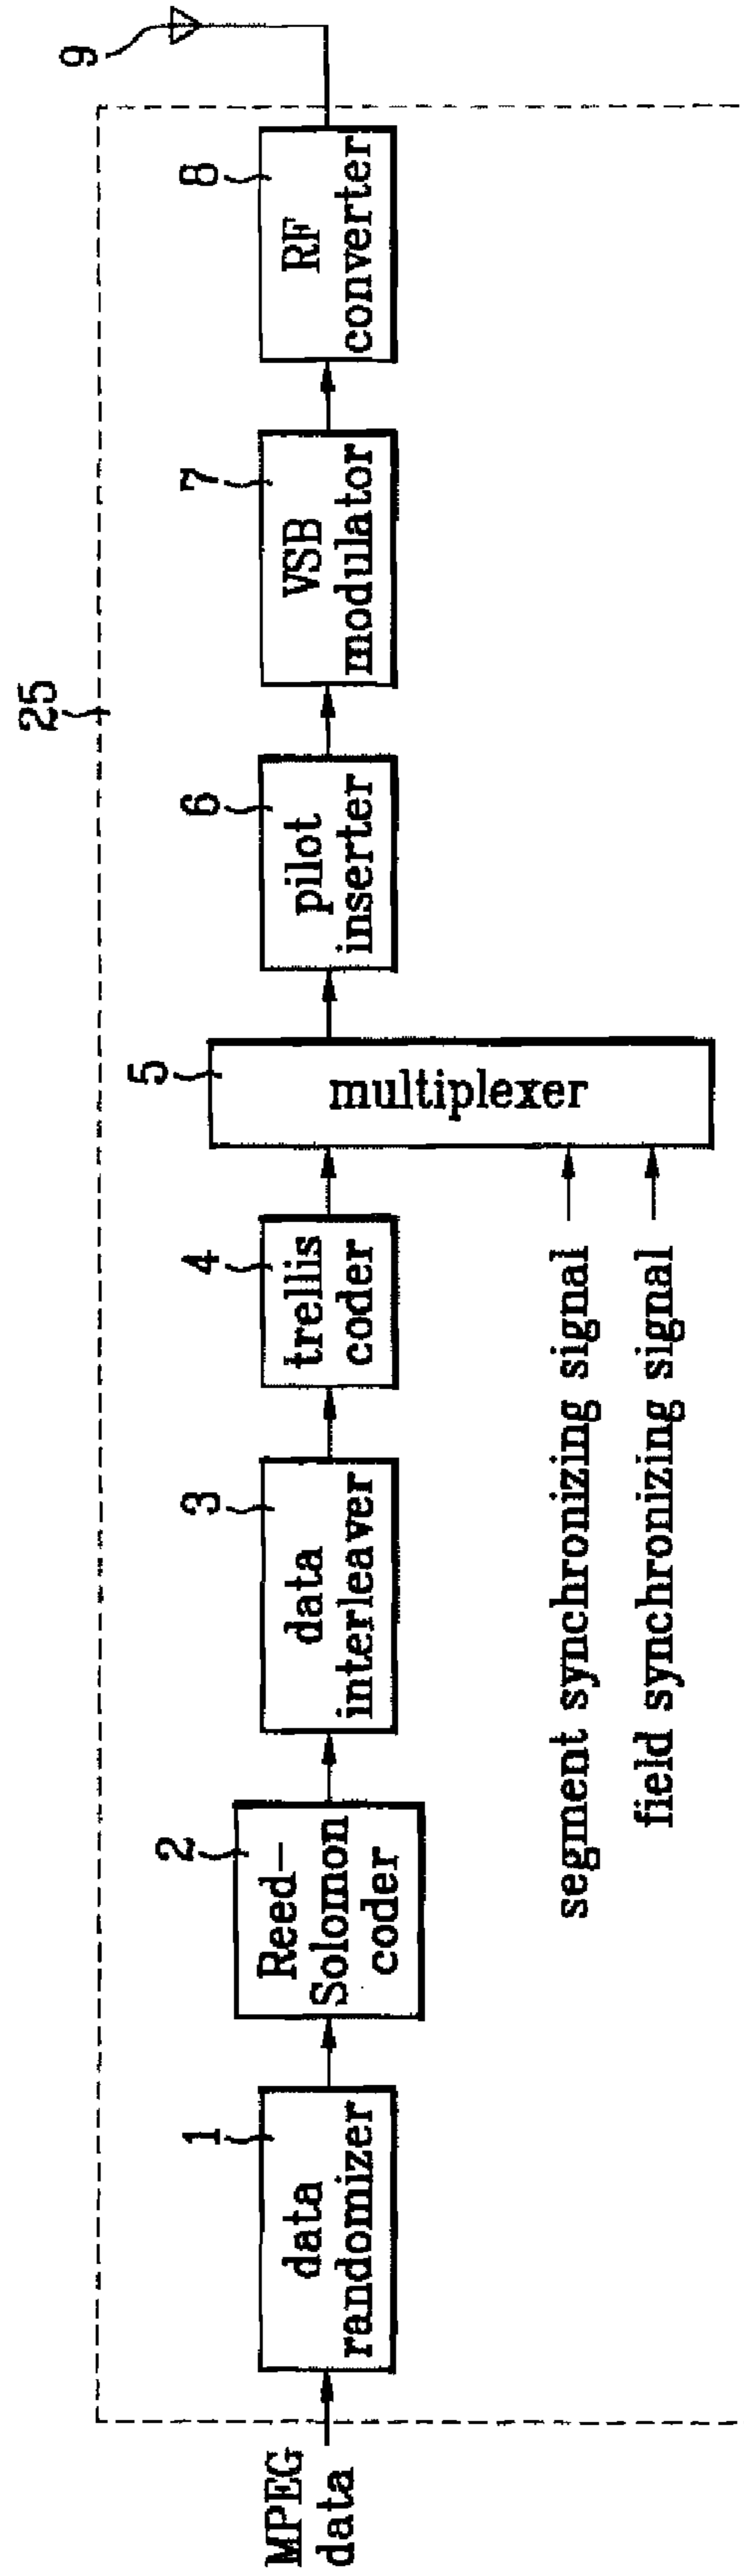 25
MPEG
data
1
data
randomizer
2
Reed-
Solomon
coder
3
data
interleaver
4
trellis
coder
5
multiplexer
segment synchronizing signal
field synchronizing signal
6
pilot
inserter
7
VSB
modulator
8
RF
converter
9